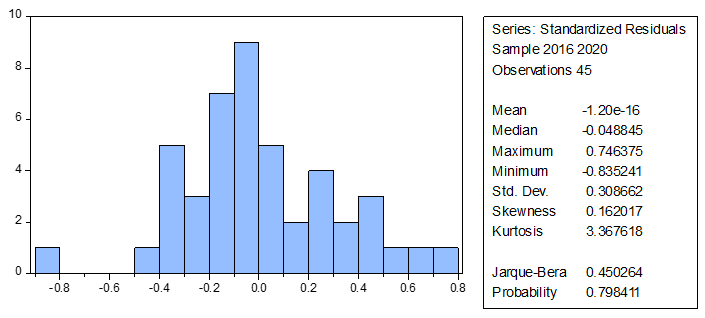 10
8
6
4
2
0
-0.8 -0.6 -0.4 -0.2 0.0 0.2 0.4 0.6 0.8
Series: Standardized Residuals
Sample 2016 2020
Observations 45
Mean -1.20e-16
Median -0.048845
Maximum 0.746375
Minimum -0.835241
Std. Dev. 0.308662
Skewness 0.162017
Kurtosis 3.367618
Jarque-Bera 0.450264
Probability 0.798411